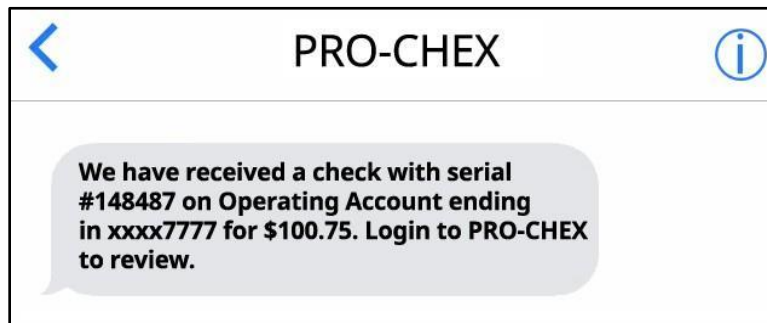 PRO-CHEX
We have received a check with serial
#148487 on Operating Account ending
in xxxx7777 for $100.75. Login to PRO-CHEX
to review.